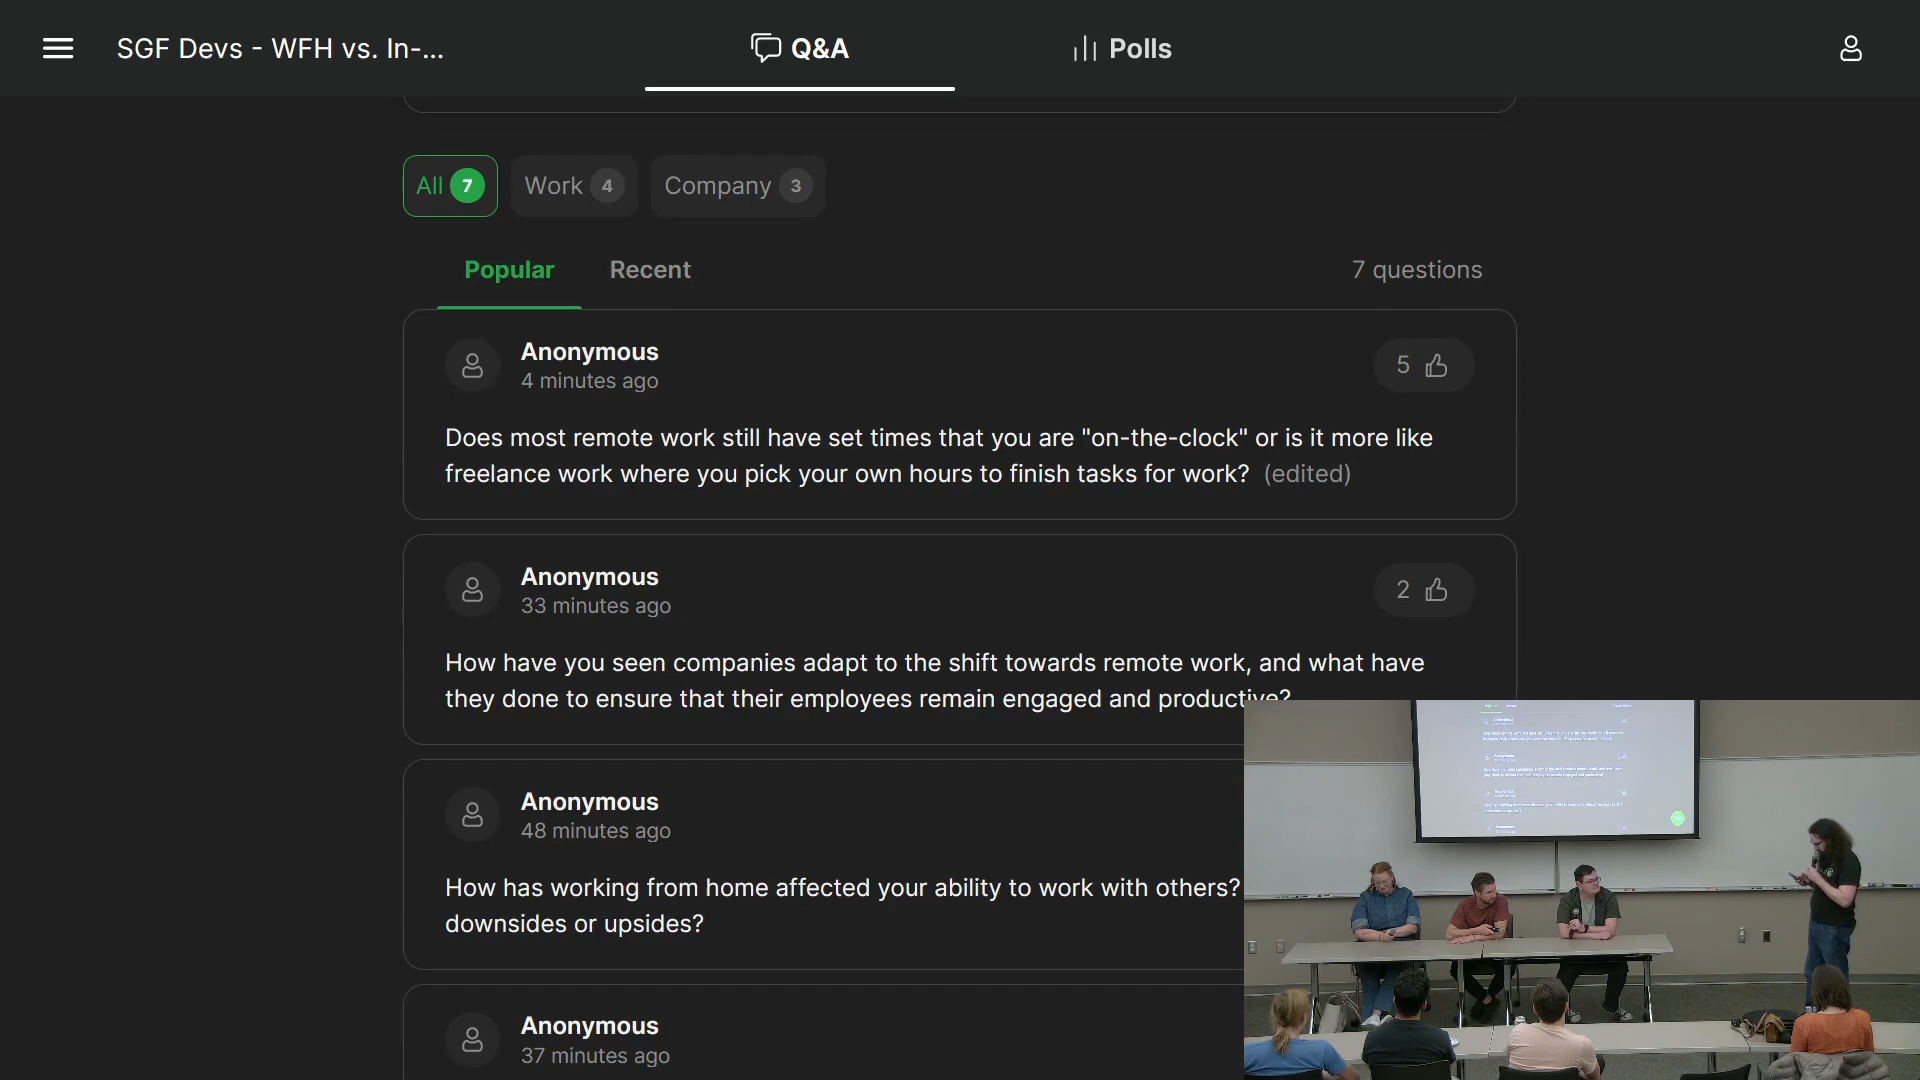 SGF Devs - WFH vs. In-...
Q&A
Polls
All 7
Work 4
Company 3
Popular
Recent
7 questions
Anonymous
4 minutes ago
5
Does most remote work still have set times that you are "on-the-clock" or is it more like
freelance work where you pick your own hours to finish tasks for work? (edited)
Anonymous
33 minutes ago
2
How have you seen companies adapt to the shift towards remote work, and what have
they done to ensure that their employees remain engaged and productive?
Anonymous
48 minutes ago
How has working from home affected your ability to work with others?
downsides or upsides?
Anonymous
37 minutes ago